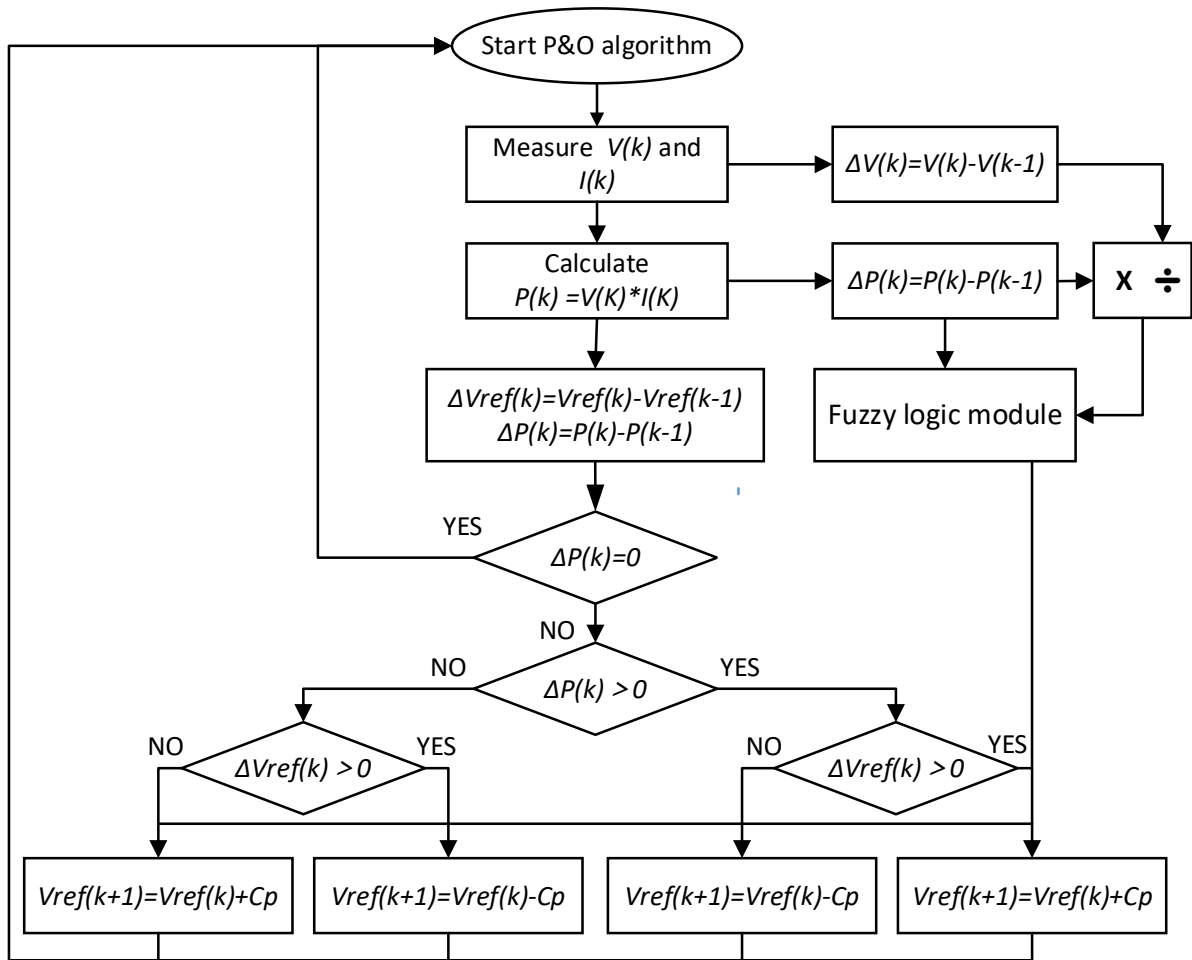 Start P&O algorithm
Measure V(k) and
I(k)
ΔV(k)=V(k)-V(k-1)
Calculate
P(k) =V(K)*I(K)
ΔP(k)=P(k)-P(k-1)
X ÷
ΔVref(k)=Vref(k)-Vref(k-1)
ΔP(k)=P(k)-P(k-1)
Fuzzy logic module
YES
ΔP(k)=0
NO
NO
ΔP(k) >0
YES
NO
ΔVref(k) >0
YES
NO
ΔVref(k) >0
YES
Vref(k+1)=Vref(k)+Cp
Vref(k+1)=Vref(k)-Cp
Vref(k+1)=Vref(k)-Cp
Vref(k+1)=Vref(k)+Cp